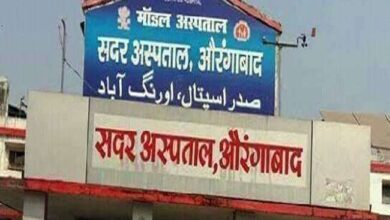 मॉडल अस्पताल
सदर अस्पताल, औरंगाबाद
صدر اسپتال، اورنگ آباد
सदर अस्पताल,औरंगाबाद